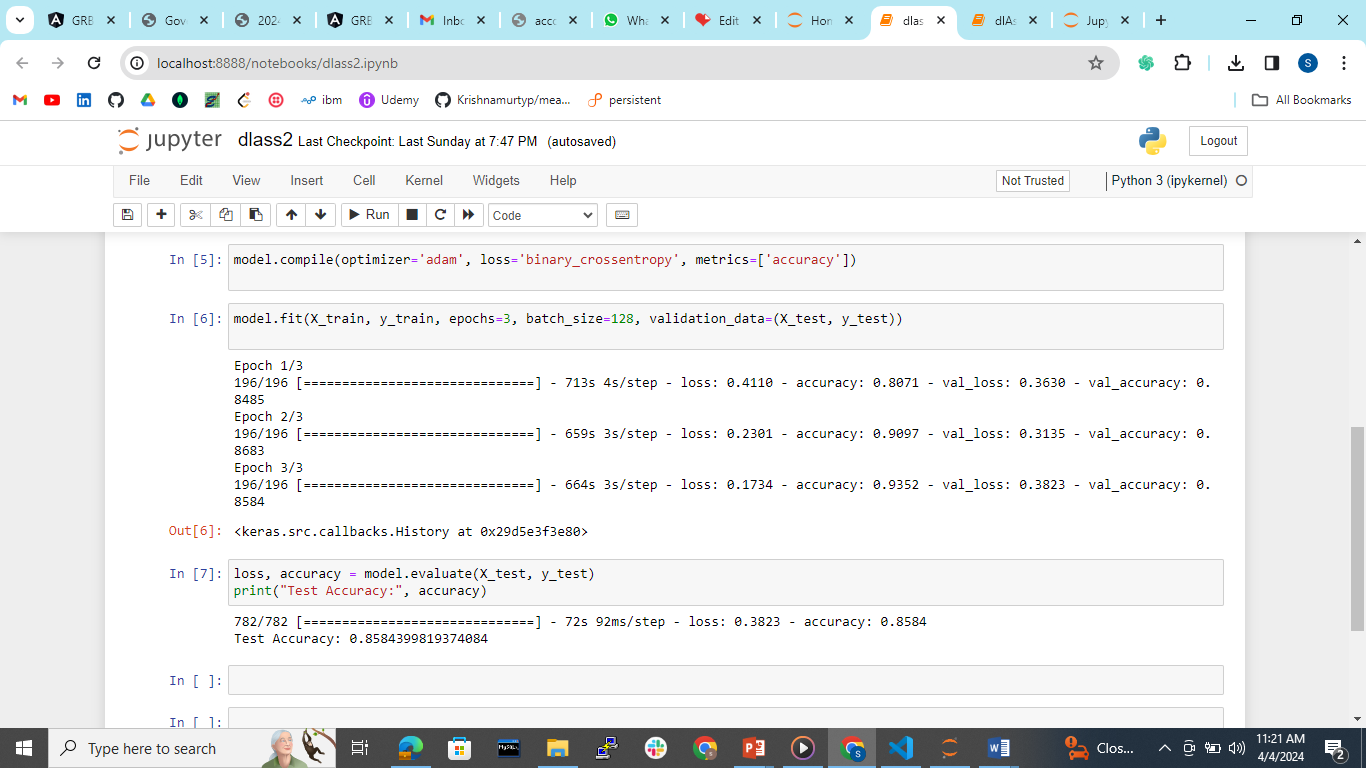 GRB
Gov
2024
GRB
Inbo
acco
Wha
Edit
Hon
dlas
dlAs
Jupy
localhost:8888/notebooks/dlass2.ipynb
S
ibm
Udemy
Krishnamurtyp/mea...
persistent
All Bookmarks
jupyter dlass2 Last Checkpoint: Last Sunday at 7:47 PM (autosaved)
Logout
File Edit View Insert Cell Kernel Widgets Help
Not Trusted
Python 3 (ipykernel)
Run
Code
In [5]: model.compile(optimizer='adam', loss='binary_crossentropy', metrics=['accuracy'])
In [6]: model.fit(X_train, y_train, epochs=3, batch_size=128, validation_data=(X_test, y_test))
Epoch 1/3
196/196 [==============================] - 713s 4s/step - loss: 0.4110 - accuracy: 0.8071 - val_loss: 0.3630 - val_accuracy: 0.
8485
Epoch 2/3
196/196 [==============================] - 659s 3s/step - loss: 0.2301 - accuracy: 0.9097 - val_loss: 0.3135 - val_accuracy: 0.
8683
Epoch 3/3
196/196 [==============================] - 664s 3s/step - loss: 0.1734 - accuracy: 0.9352 - val_loss: 0.3823 - val_accuracy: 0.
8584
Out[6]: <keras.src.callbacks.History at 0x29d5e3f3e80>
In [7]: loss, accuracy = model.evaluate(X_test, y_test)
print("Test Accuracy:", accuracy)
782/782 [==============================] - 72s 92ms/step - loss: 0.3823 - accuracy: 0.8584
Test Accuracy: 0.8584399819374084
In [ ]:
In [ ]:
Type here to search
MySQL
Clos...
11:21 AM
4/4/2024
2